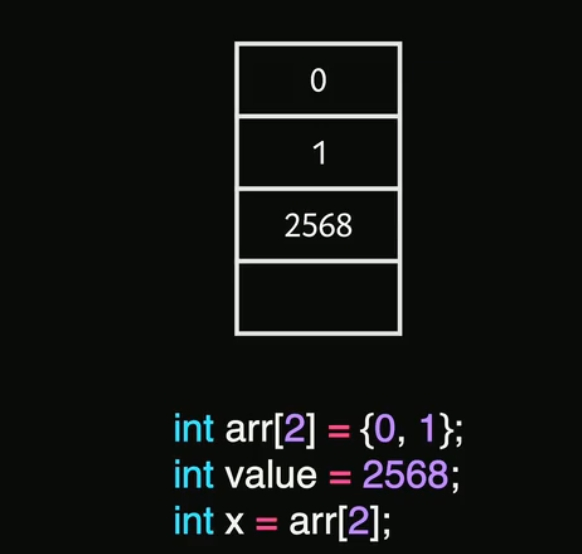 0
1
2568
int arr[2] = {0, 1};
int value = 2568;
int x = arr[2];